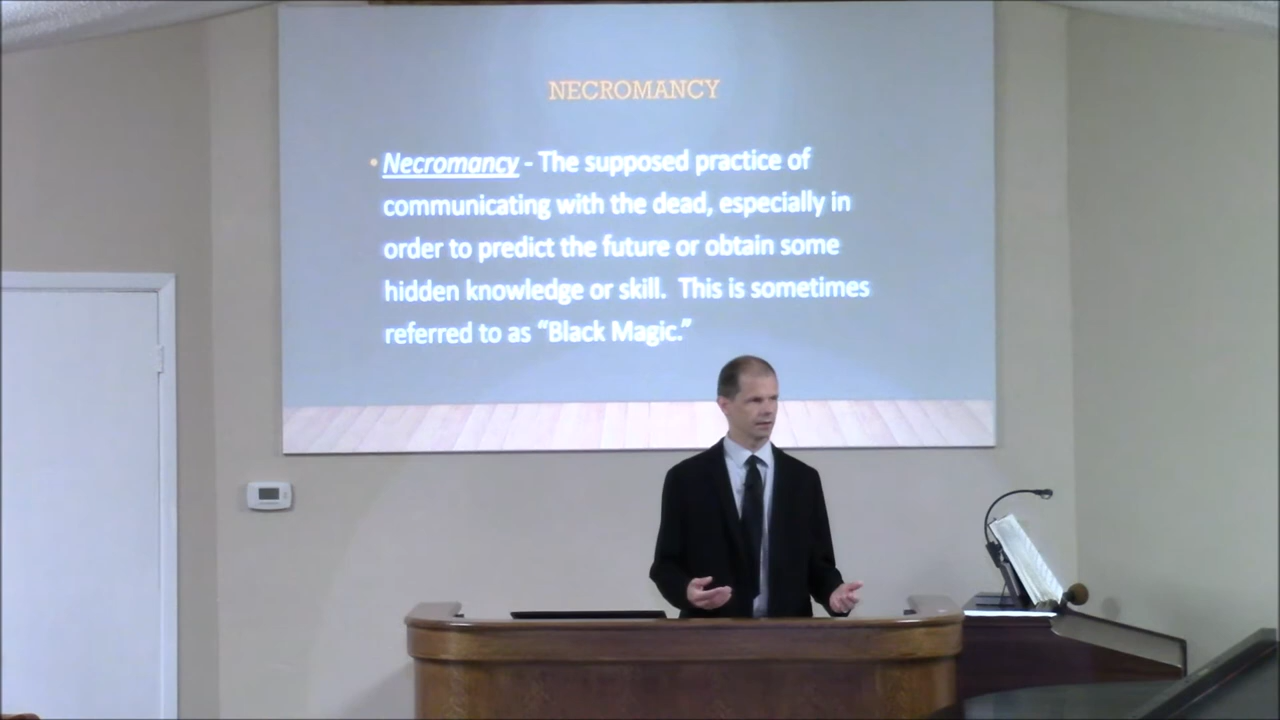 NECROMANCY
• Necromancy - The supposed practice of
communicating with the dead, especially in
order to predict the future or obtain some
hidden knowledge or skill.  This is sometimes
referred to as “Black Magic.”